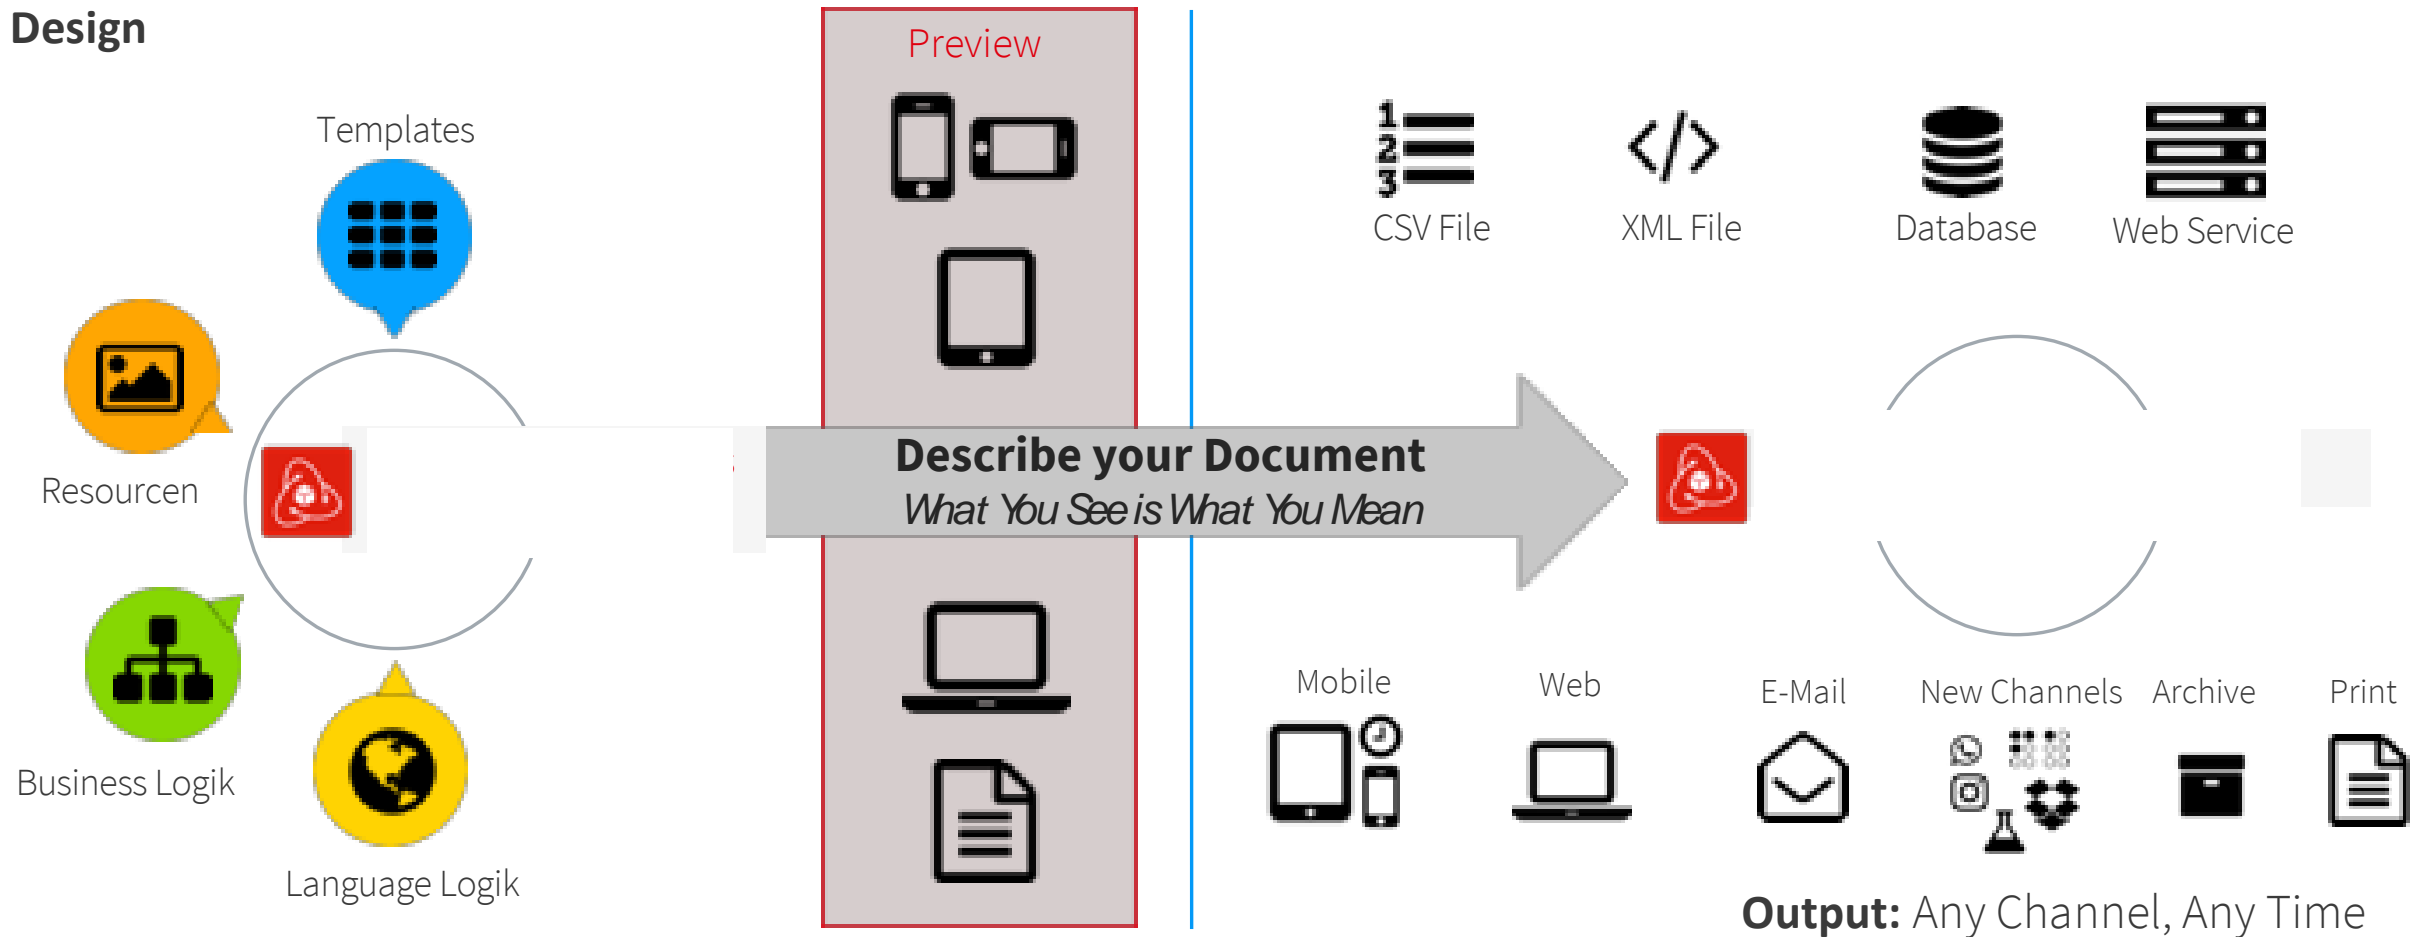 Design
Preview
Templates
CSV File
XML File
Database
Web Service
Resourcen
Describe your Document
What You See is What You Mean
Business Logik
Language Logik
Mobile
Web
E-Mail
New Channels
Archive
Print
Output: Any Channel, Any Time